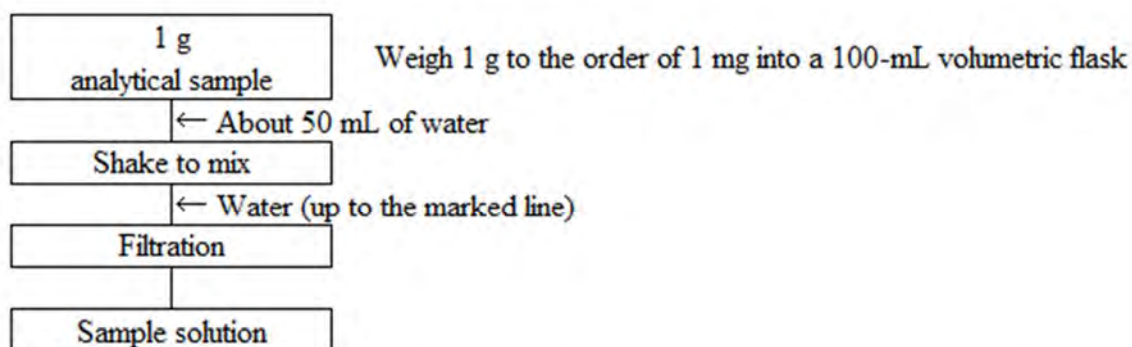 1 g
analytical sample
Weigh 1 g to the order of 1 mg into a 100-mL volumetric flask
← About 50 mL of water
Shake to mix
← Water (up to the marked line)
Filtration
Sample solution